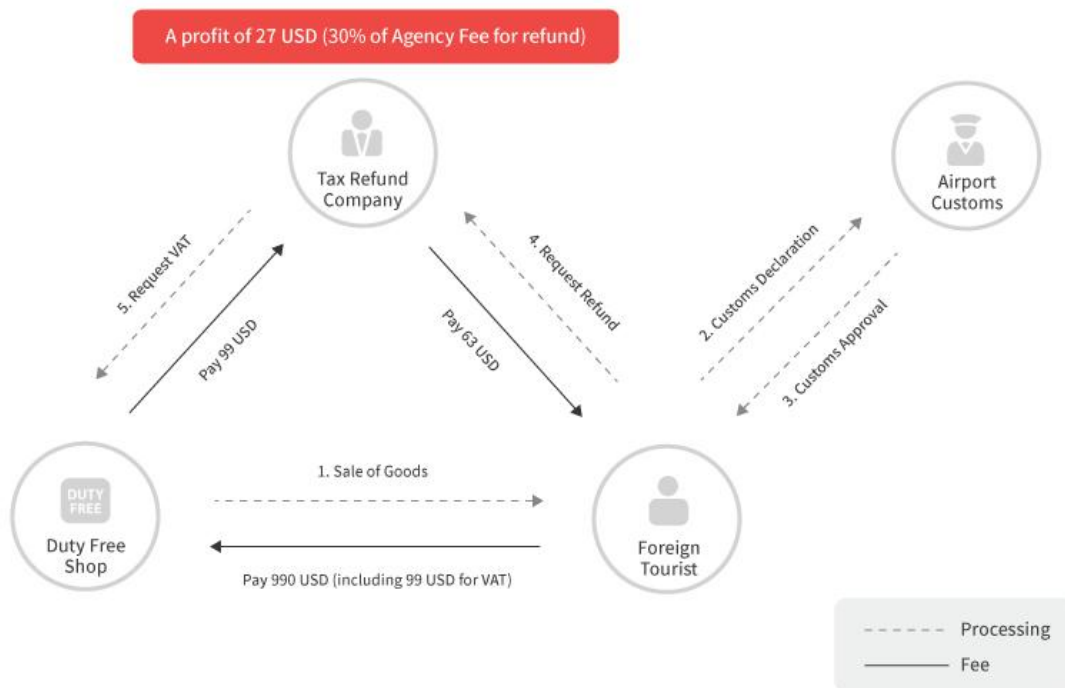 A profit of 27 USD (30% of Agency Fee for refund)
Tax Refund
Company
Airport
Customs
5. Request VAT
Pay 99 USD
Pay 63 USD
4. Request Refund
2. Customs Declaration
3. Customs Approval
1. Sale of Goods
DUTY
FREE
Duty Free
Shop
Foreign
Tourist
Pay 990 USD (including 99 USD for VAT)
Processing
Fee